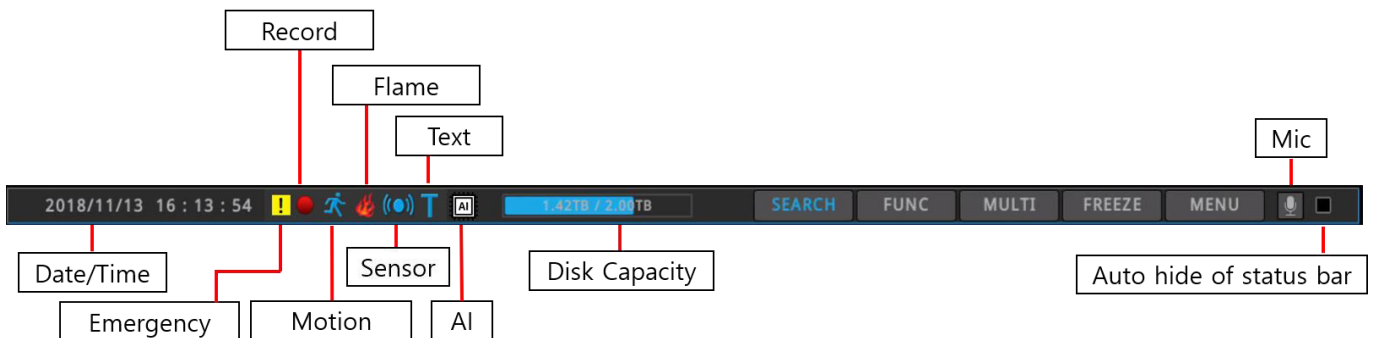 Record
Flame
Text
Mic
2018/11/13 16 : 13 : 54 ! T AI 1.42TB / 2.00TB SEARCH FUNC MULTI FREEZE MENU
Date/Time
Sensor
Disk Capacity
Auto hide of status bar
Emergency
Motion
AI